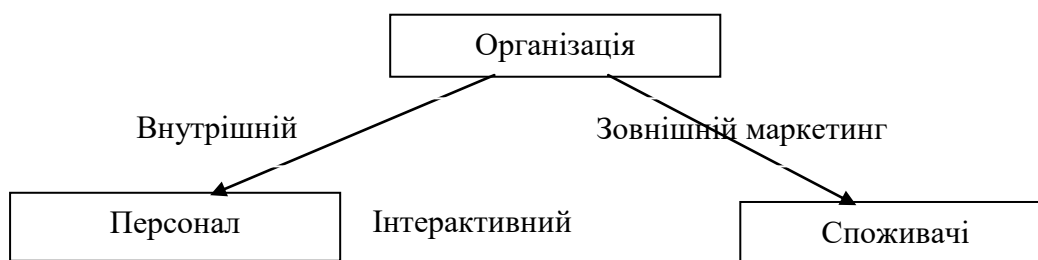 Організація
Внутрішній
Зовнішній маркетинг
Персонал
Інтерактивний
Споживачі